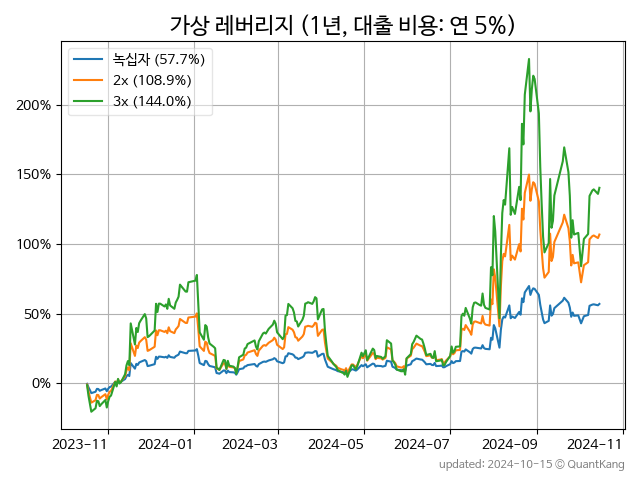 가상 레버리지 (1년, 대출 비용: 연 5%)
녹십자 (57.7%)
2x (108.9%)
3x (144.0%)
200%
150%
100%
50%
0%
2023-11
2024-01
2024-03
2024-05
2024-07
2024-09
2024-11
updated: 2024-10-15 © QuantKang